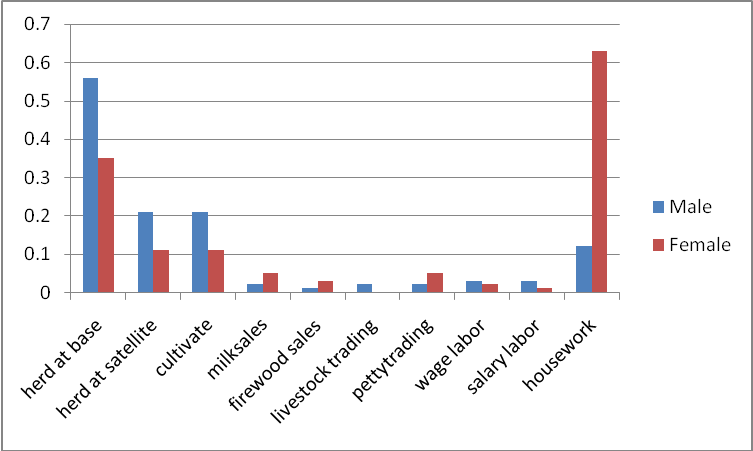 0.7
0.6
0.5
0.4
0.3
0.2
0.1
0
herd at base
herd at satellite
cultivate
milksales
firewood sales
livestock trading
pettytrading
wage labor
salary labor
housework
Male
Female